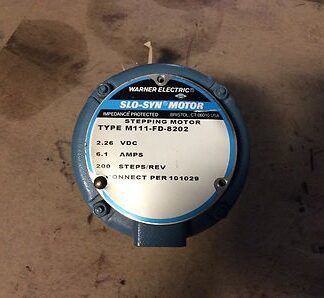 WARNER ELECTRIC
SLO-SYN® MOTOR
IMPEDANCE PROTECTED BRISTOL, CT 06010 USA
STEPPING MOTOR
TYPE M111-FD-8202
2.26 VDC
6.1 AMPS
200 STEPS/REV
CONNECT PER 101029